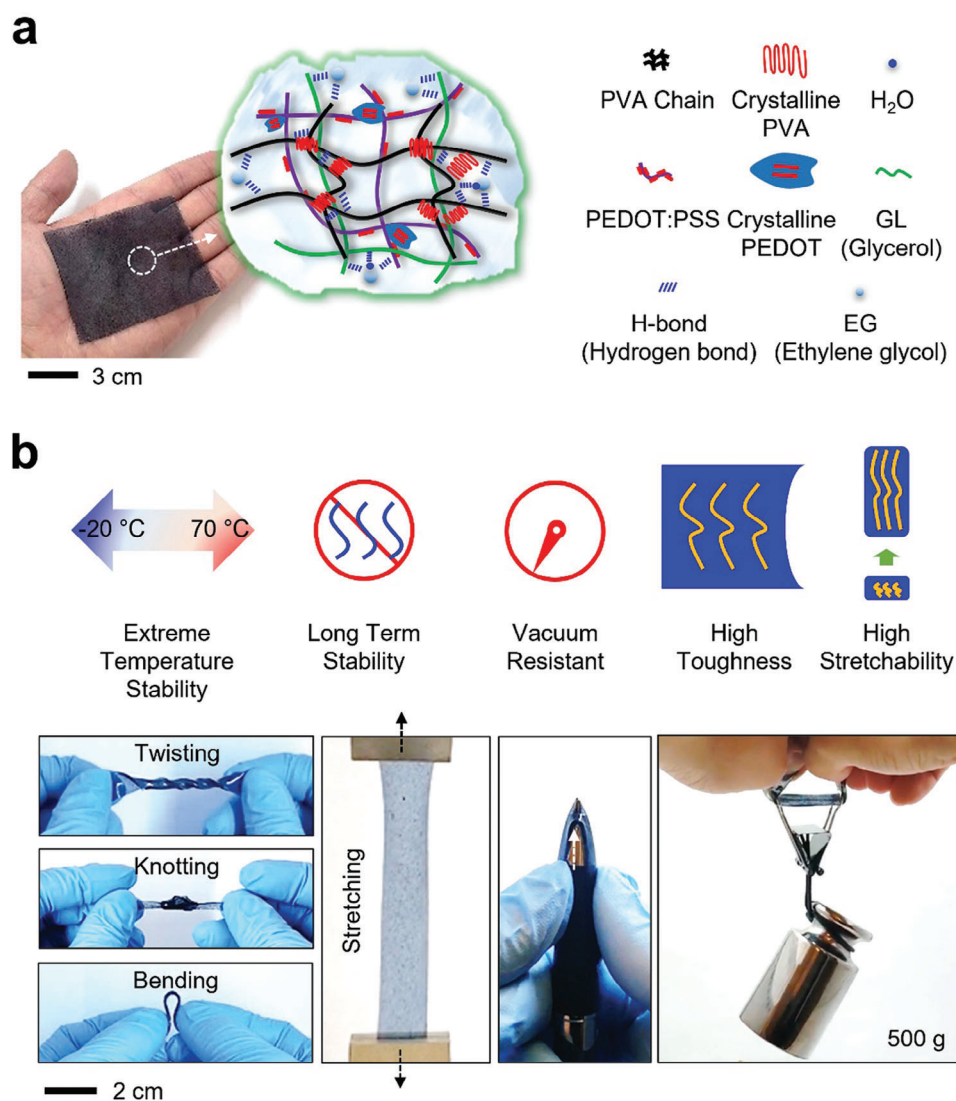 a
PVA Chain
Crystalline
PVA
H₂O
PEDOT:PSS
Crystalline
PEDOT
GL
(Glycerol)
H-bond
(Hydrogen bond)
EG
(Ethylene glycol)
3 cm
b
-20 °C
70 °C
Extreme
Temperature
Stability
Long Term
Stability
Vacuum
Resistant
High
Toughness
High
Stretchability
Twisting
Knotting
Bending
Stretching
500 g
2 cm